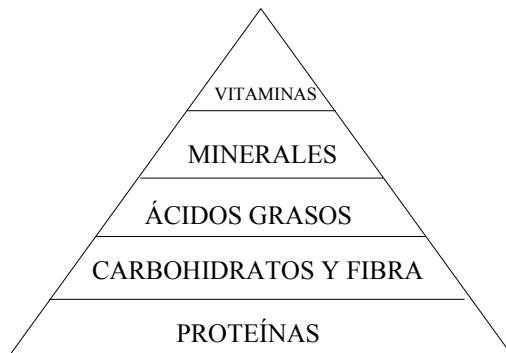 VITAMINAS
MINERALES
ÁCIDOS GRASOS
CARBOHIDRATOS Y FIBRA
PROTEÍNAS